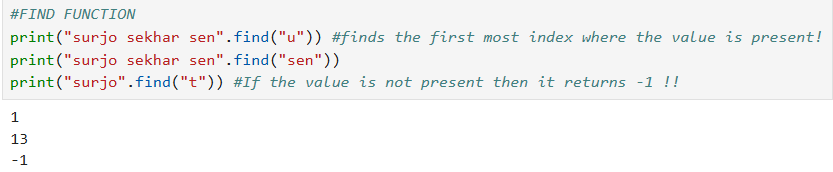 #FIND FUNCTION
print("surjo sekhar sen".find("u")) #finds the first most index where the value is present!
print("surjo sekhar sen".find("sen"))
print("surjo".find("t")) #If the value is not present then it returns -1 !!
1
13
-1